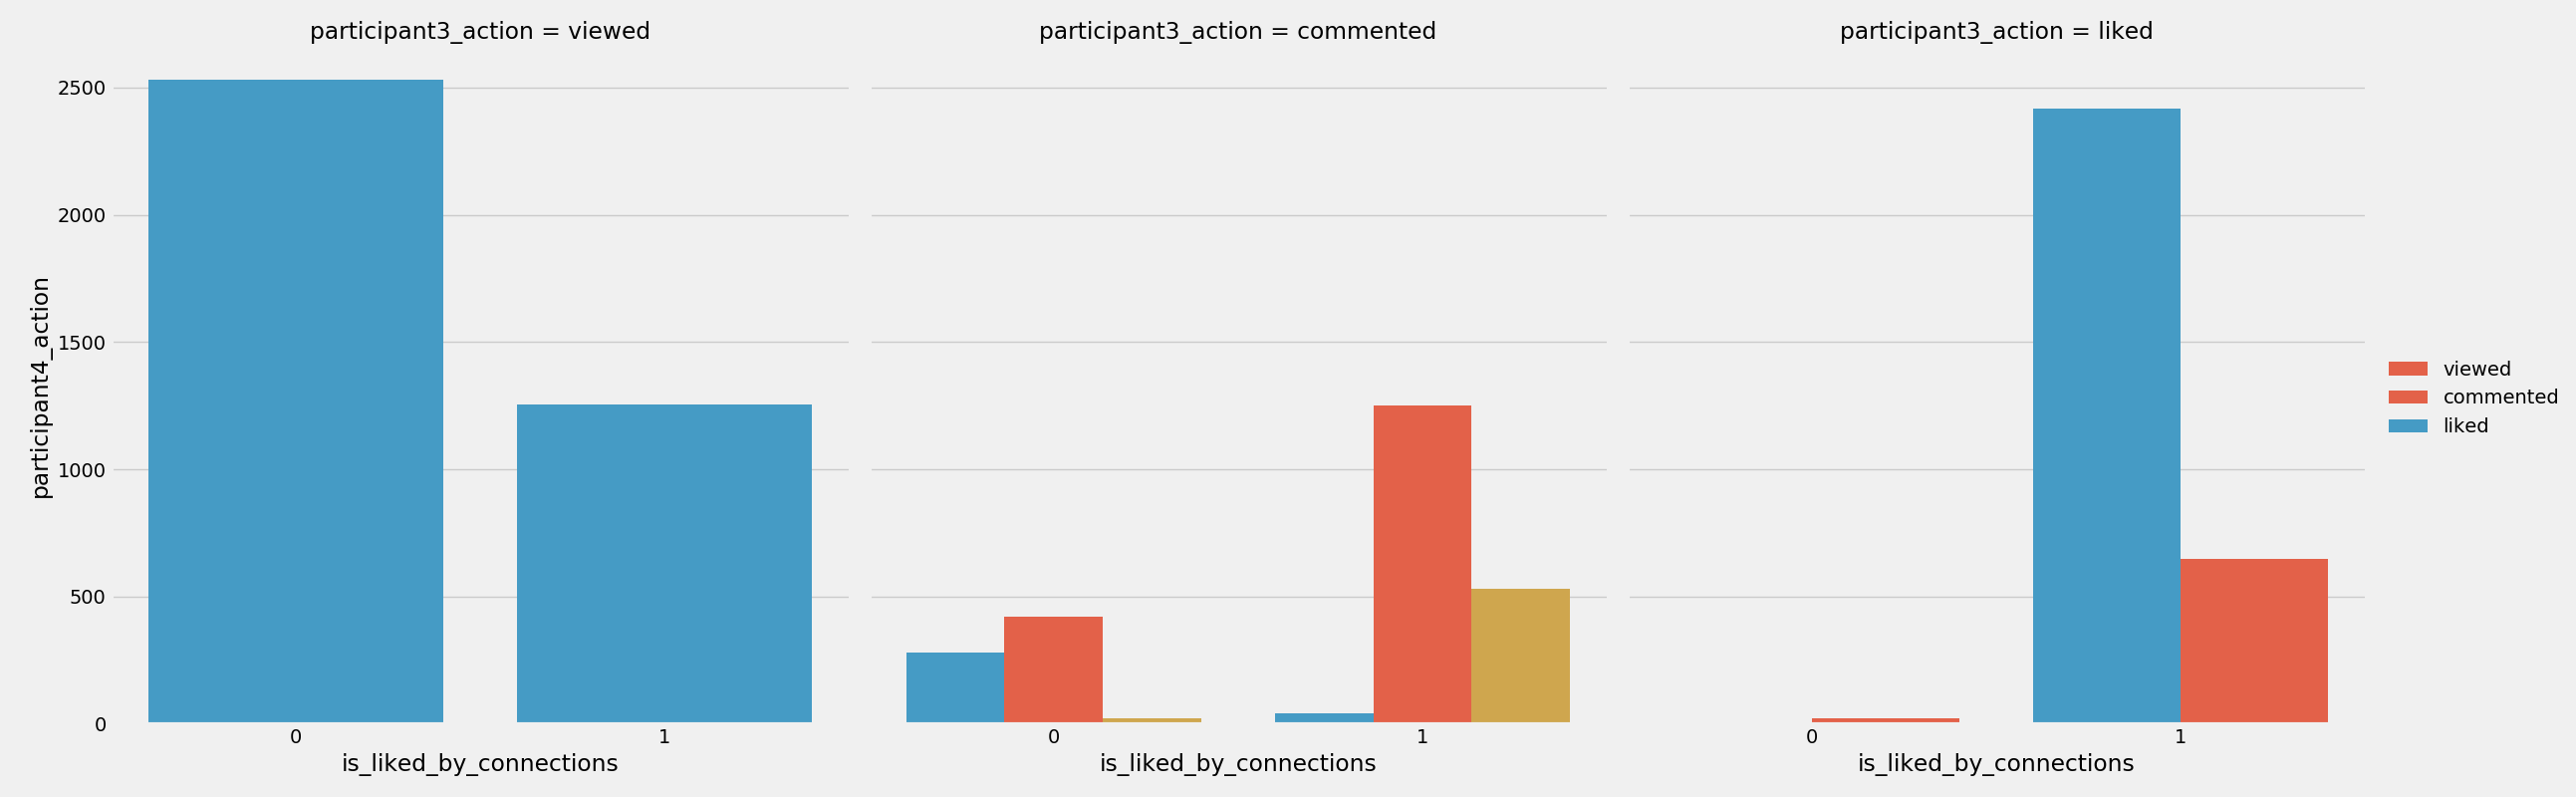 participant3_action = viewed
participant3_action = commented
participant3_action = liked
participant4_action
2500
2000
1500
1000
500
0
0 1
is_liked_by_connections
0 1
is_liked_by_connections
0 1
is_liked_by_connections
viewed
commented
liked